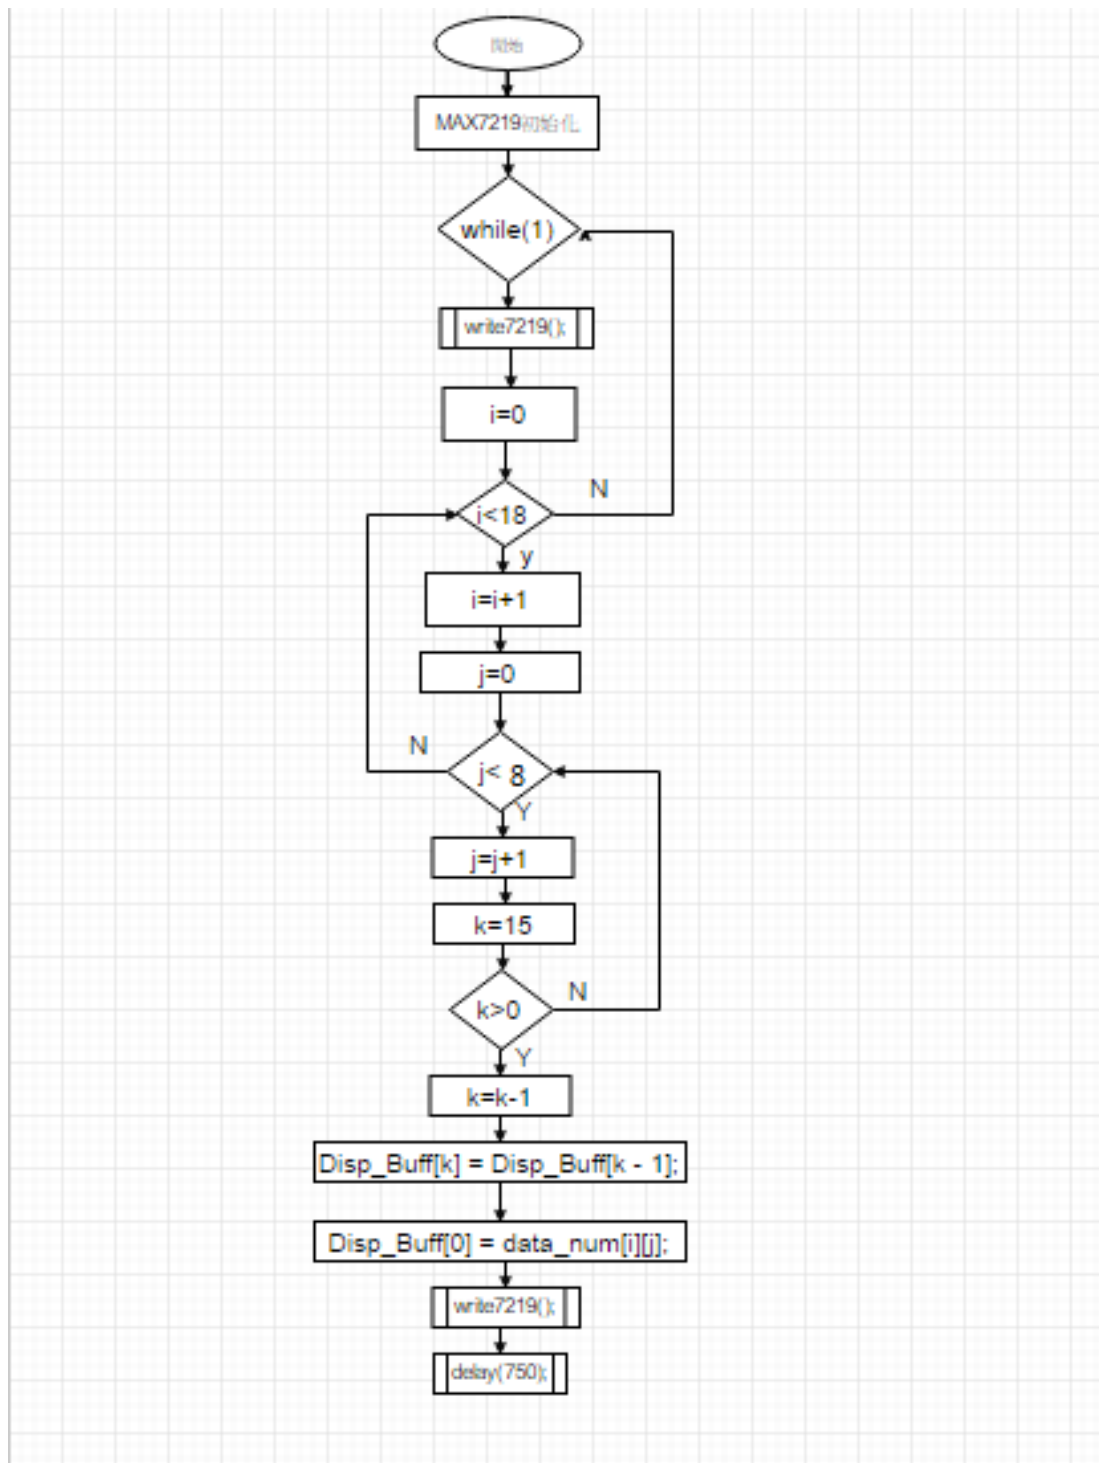 開始
MAX7219初始化
while(1)
write7219();
i=0
N
i<18
y
i=i+1
j=0
N
j< 8
Y
j=j+1
k=15
N
k>0
Y
k=k-1
Disp_Buff[k] = Disp_Buff[k - 1];
Disp_Buff[0] = data_num[i][j];
write7219();
delay(750);